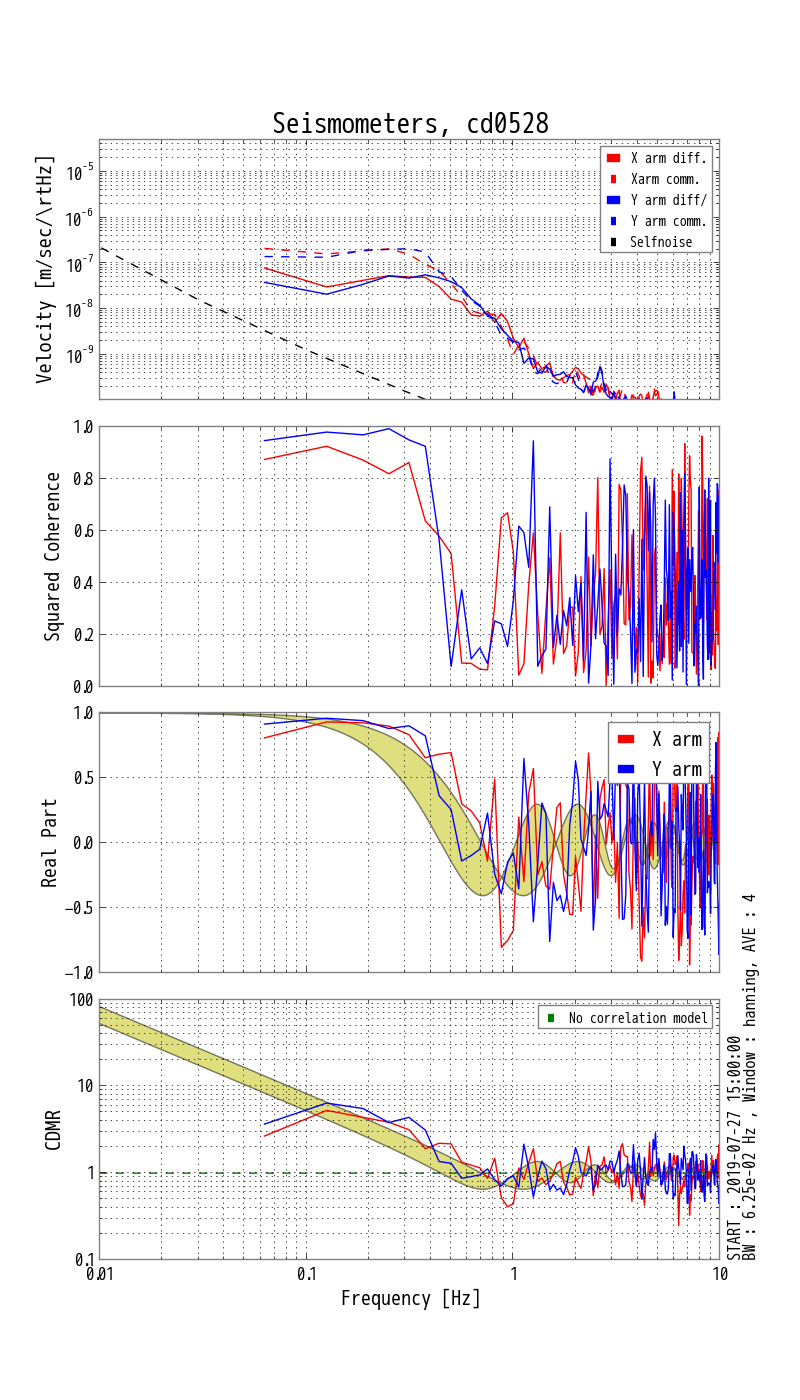 Seismometers, cd0528
Velocity [m/sec/\rtHz]
10^-5
10^-6
10^-7
10^-8
10^-9
X arm diff.
Xarm comm.
Y arm diff/
Y arm comm.
Selfnoise
Squared Coherence
1.0
0.8
0.6
0.4
0.2
0.0
Real Part
1.0
0.5
0.0
−0.5
−1.0
X arm
Y arm
CDMR
100
10
1
0.1
No correlation model
0.01
0.1
1
10
Frequency [Hz]
START : 2019-07-27 15:00:00
BW : 6.25e-02 Hz , Window : hanning, AVE : 4